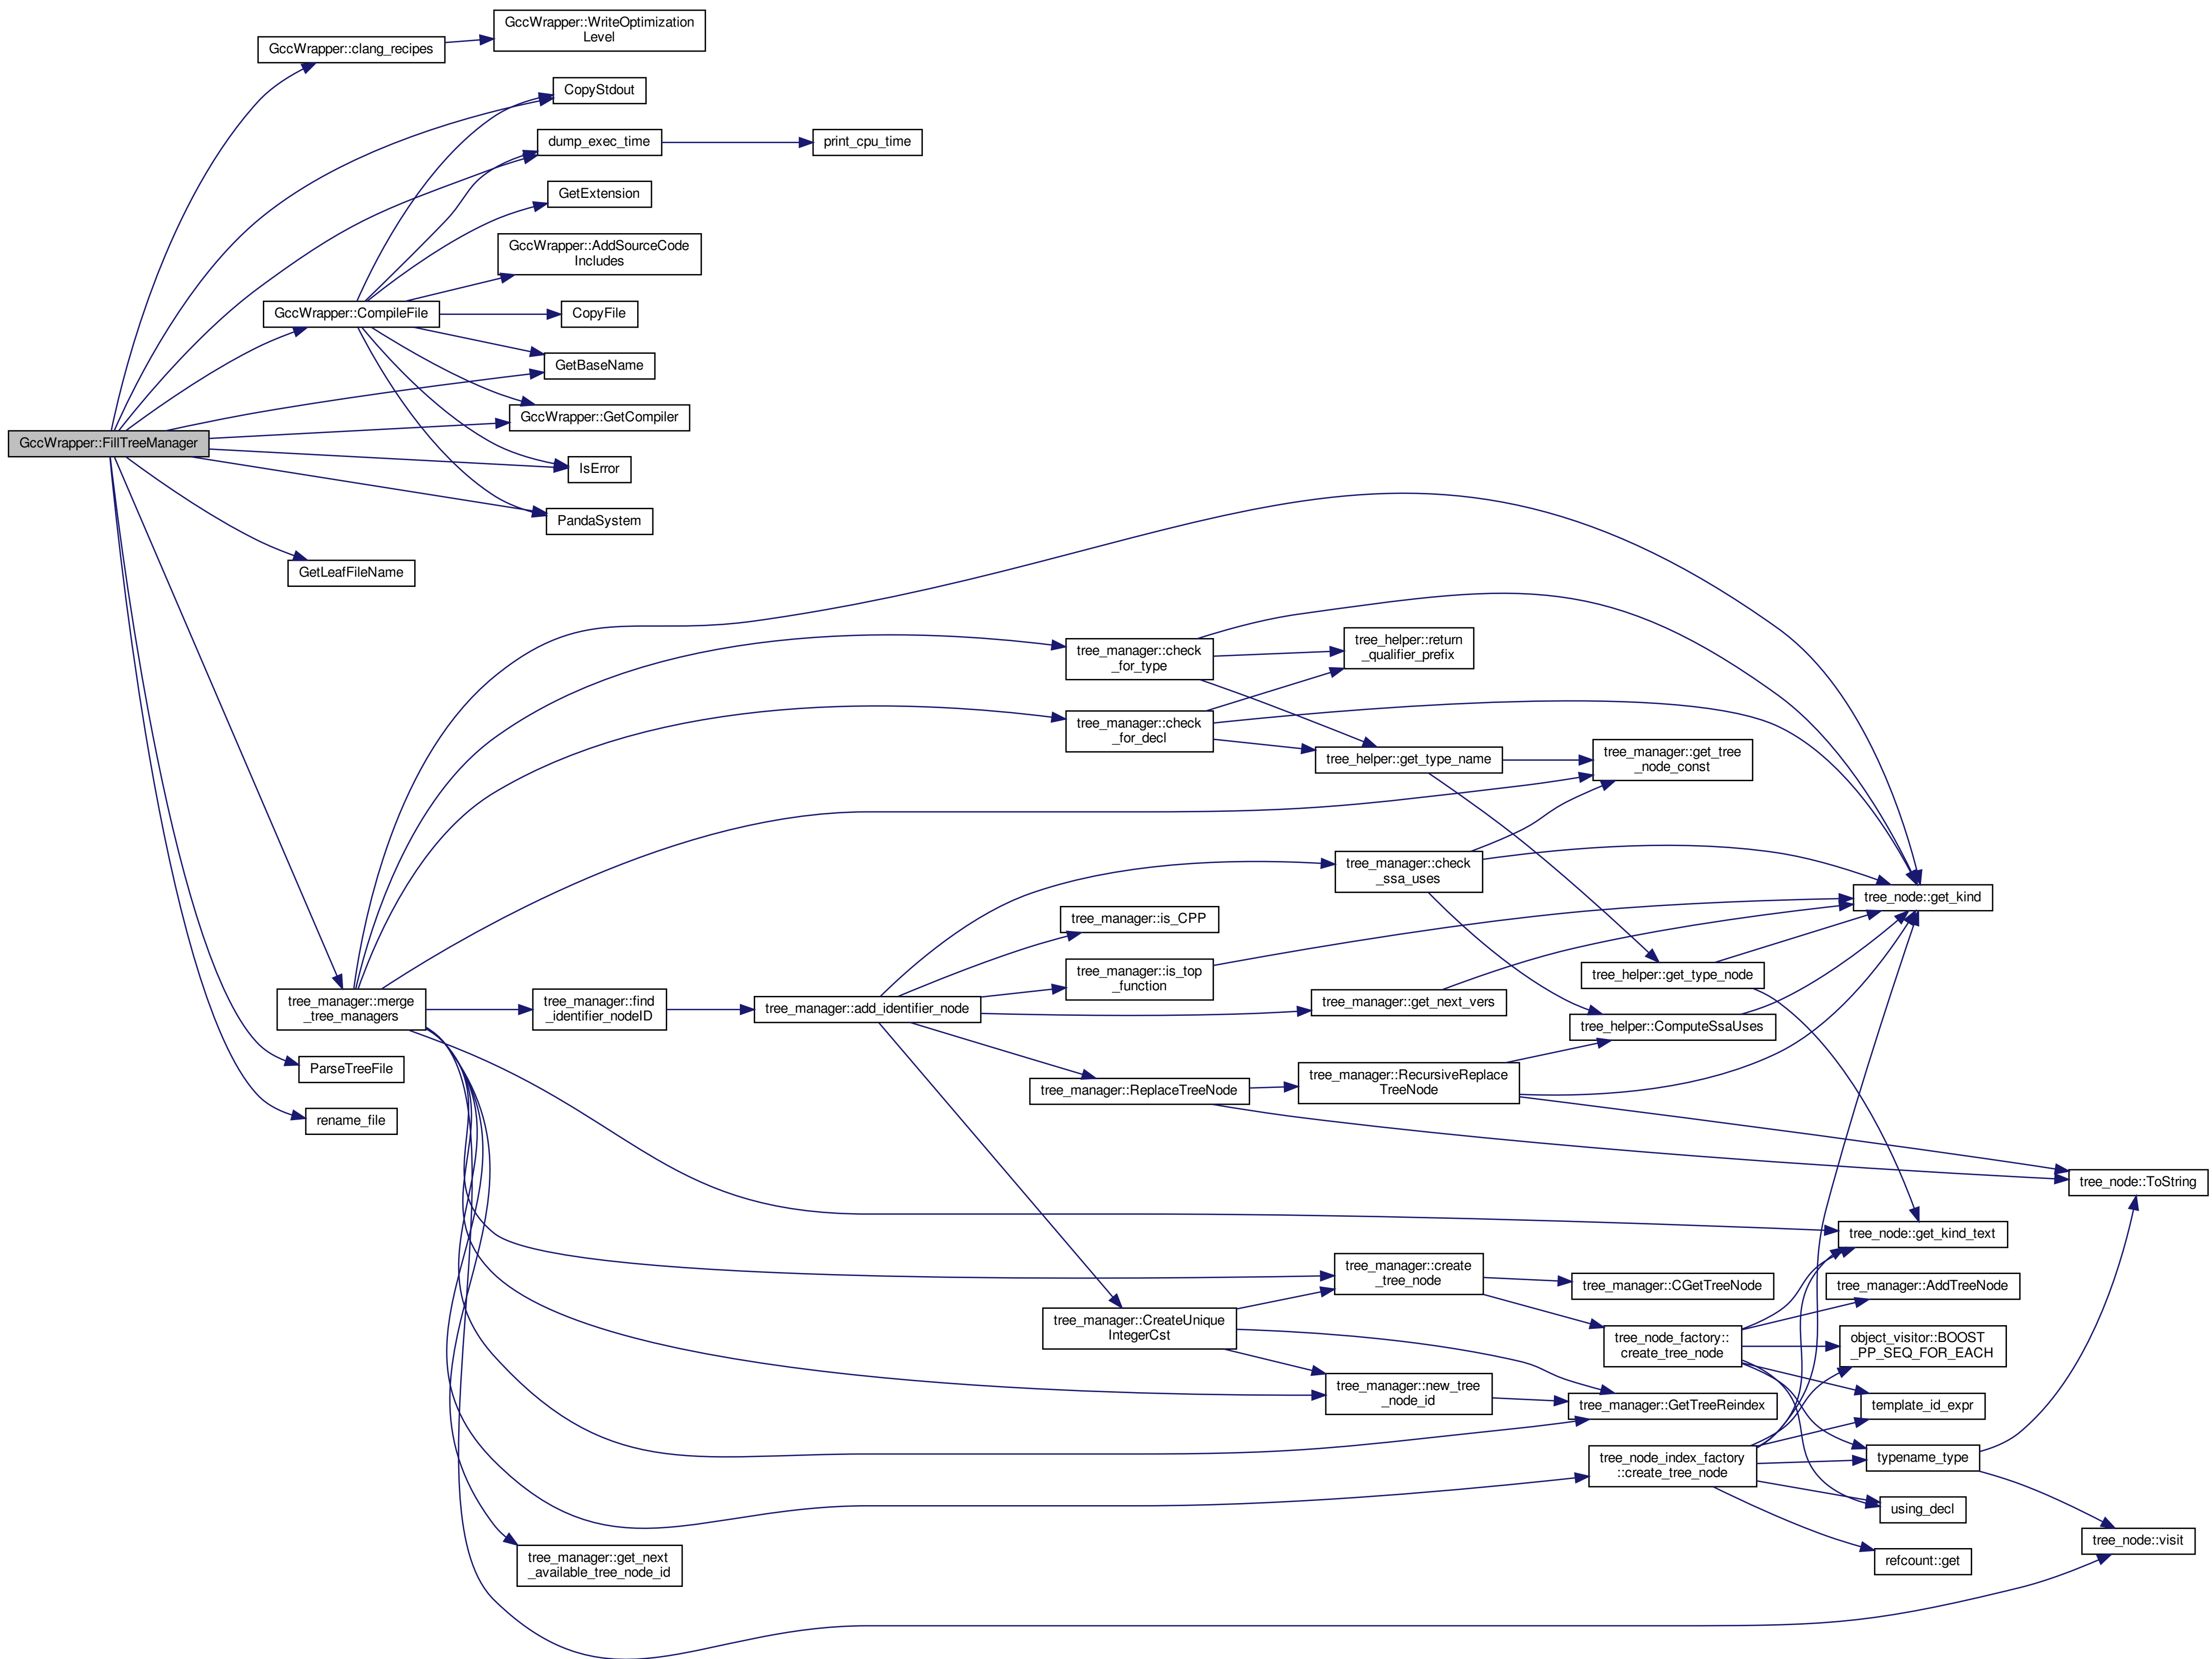 GccWrapper::WriteOptimization
Level
GccWrapper::clang_recipes
CopyStdout
dump_exec_time
print_cpu_time
GetExtension
GccWrapper::AddSourceCode
Includes
GccWrapper::CompileFile
CopyFile
GetBaseName
GccWrapper::GetCompiler
GccWrapper::FillTreeManager
IsError
PandaSystem
GetLeafFileName
tree_manager::check
_for_type
tree_helper::return
_qualifier_prefix
tree_manager::check
_for_decl
tree_helper::get_type_name
tree_manager::get_tree
_node_const
tree_manager::check
_ssa_uses
tree_node::get_kind
tree_manager::is_CPP
tree_manager::is_top
_function
tree_helper::get_type_node
tree_manager::merge
_tree_managers
tree_manager::find
_identifier_nodeID
tree_manager::add_identifier_node
tree_manager::get_next_vers
tree_helper::ComputeSsaUses
ParseTreeFile
tree_manager::ReplaceTreeNode
tree_manager::RecursiveReplace
TreeNode
rename_file
tree_node::ToString
tree_node::get_kind_text
tree_manager::create
_tree_node
tree_manager::CGetTreeNode
tree_manager::AddTreeNode
tree_manager::CreateUnique
IntegerCst
tree_node_factory::
create_tree_node
object_visitor::BOOST
_PP_SEQ_FOR_EACH
tree_manager::new_tree
_node_id
tree_manager::GetTreeReindex
template_id_expr
tree_node_index_factory
::create_tree_node
typename_type
using_decl
tree_node::visit
tree_manager::get_next
_available_tree_node_id
refcount::get